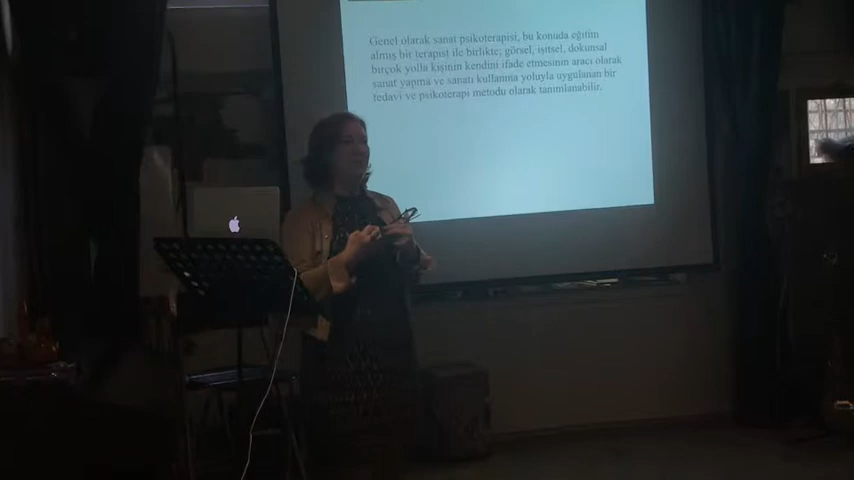 Genel olarak sanat psikoterapisi, bu konuda eğitim
almış bir terapist ile birlikte; görsel, işitsel, dokunsal
birçok yolla kişinin kendini ifade etmesinin aracı olarak
sanat yapma ve sanatı kullanma yoluyla uygulanan bir
tedavi ve psikoterapi metodu olarak tanımlanabilir.